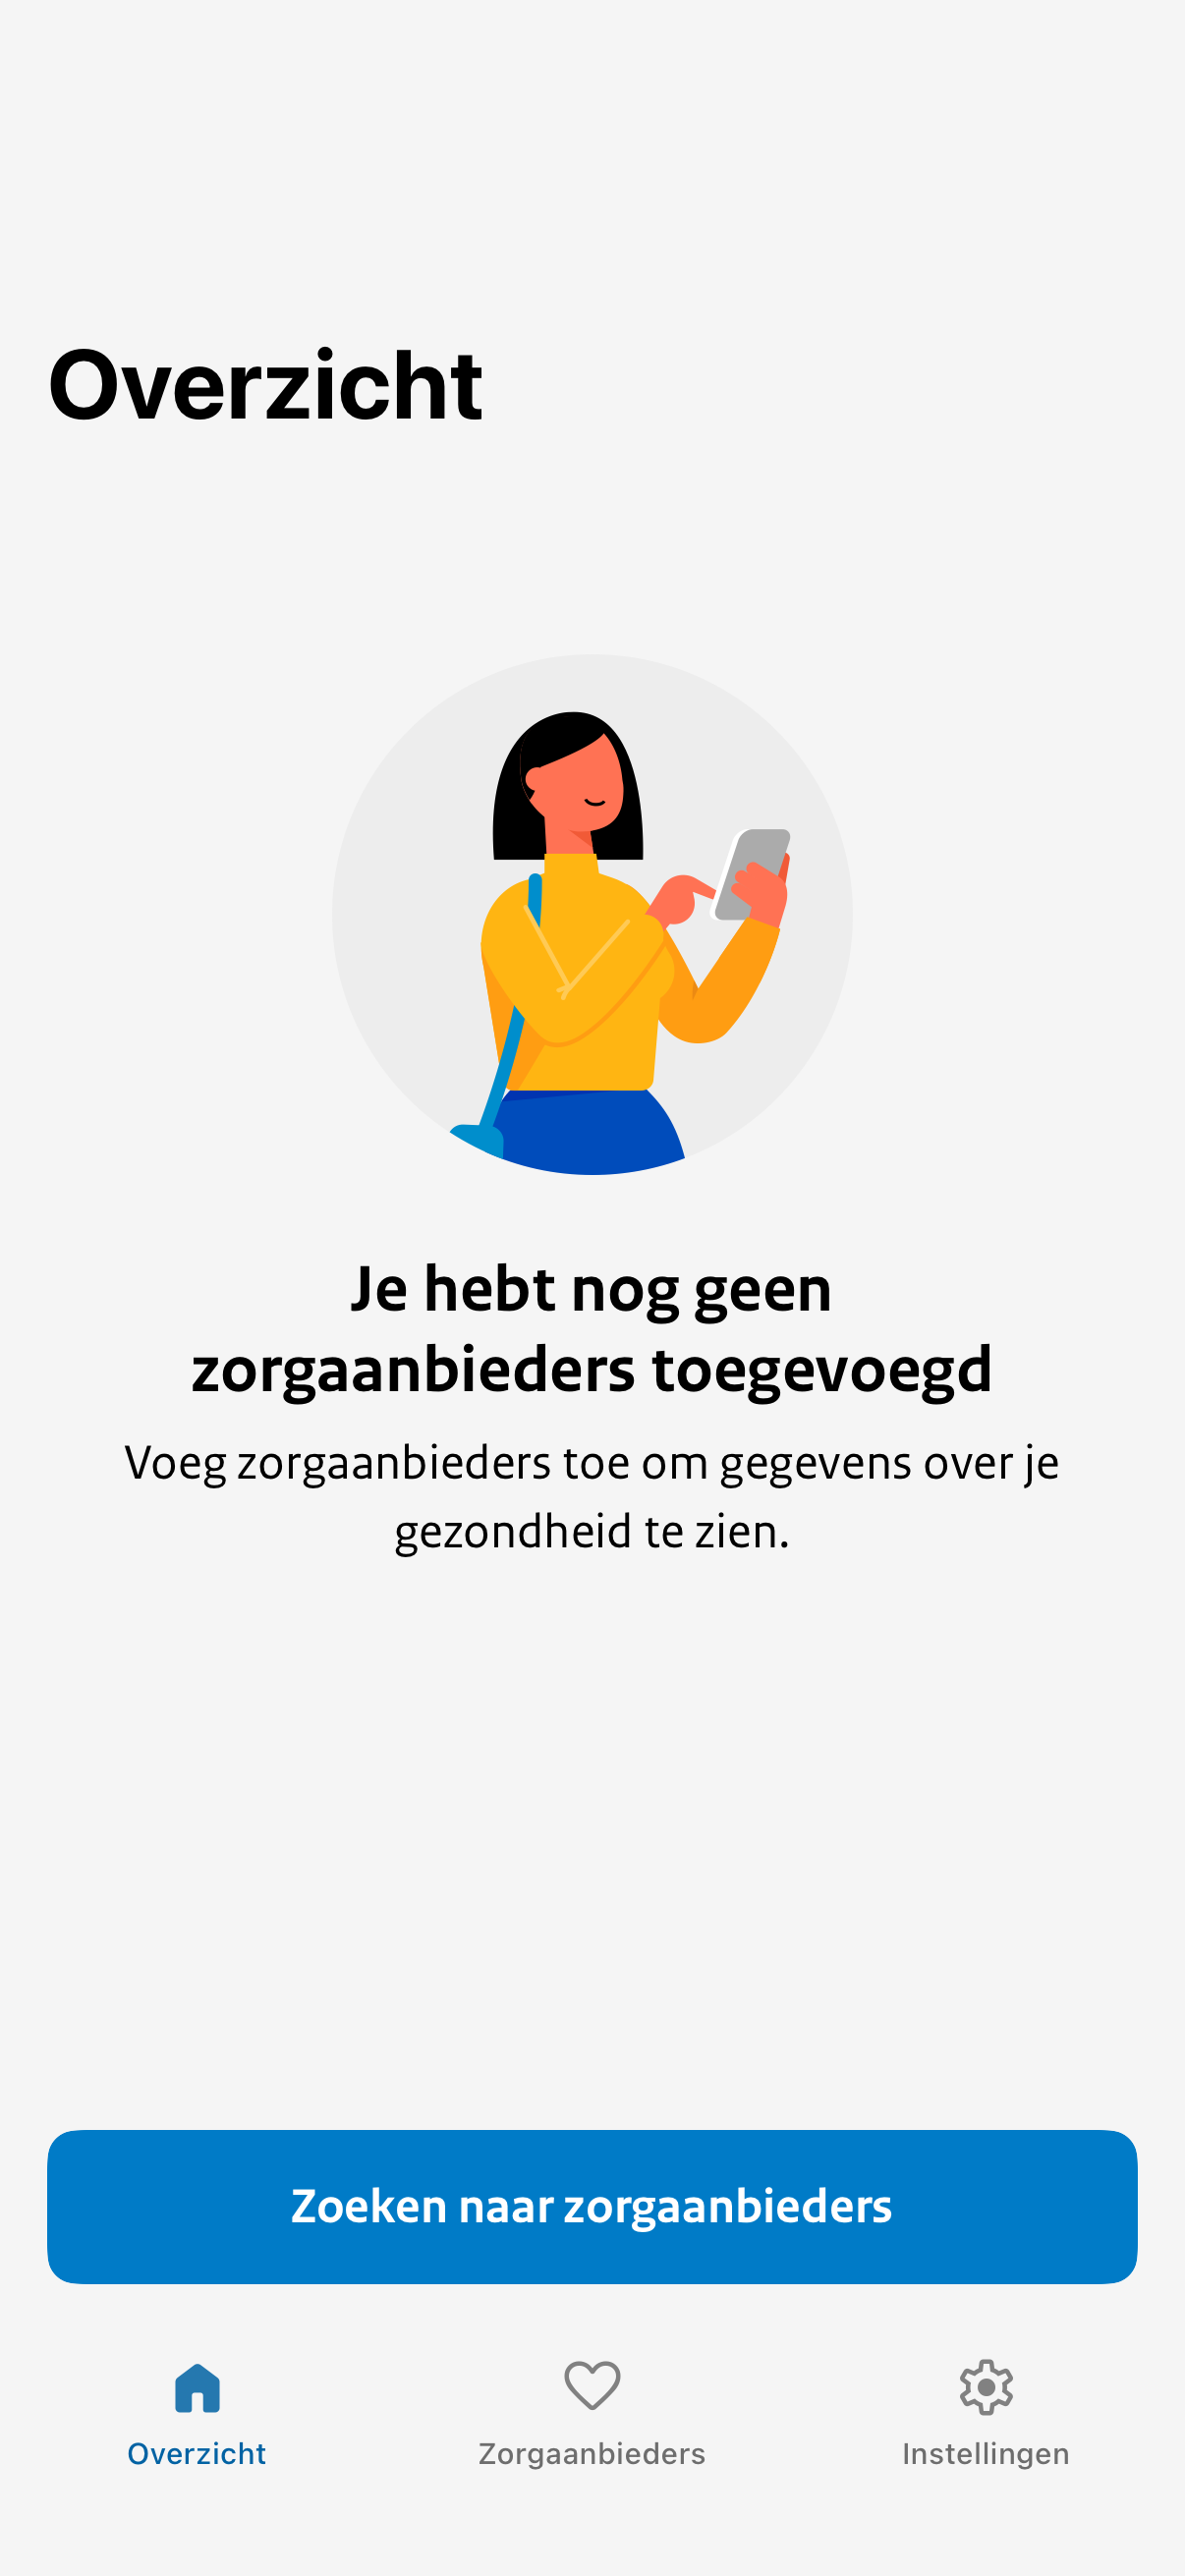 Overzicht
Je hebt nog geen
zorgaanbieders toegevoegd
Voeg zorgaanbieders toe om gegevens over je
gezondheid te zien.
Zoeken naar zorgaanbieders
Overzicht
Zorgaanbieders
Instellingen